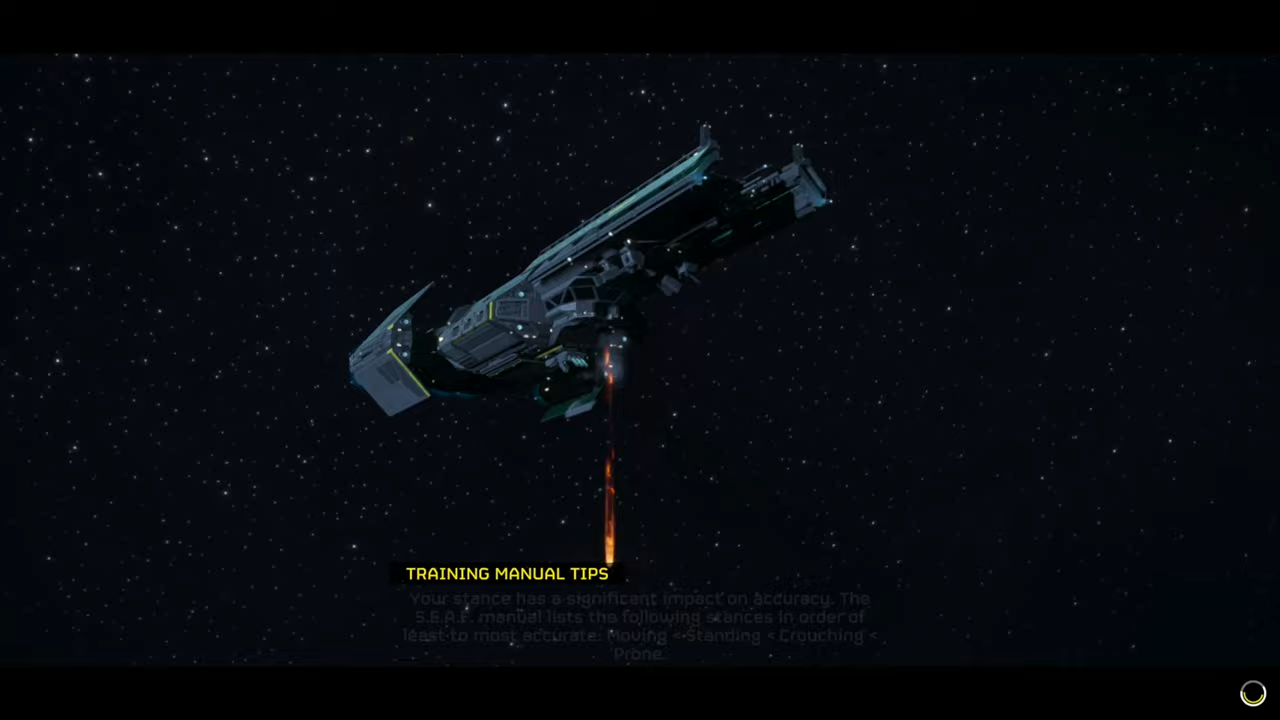 TRAINING MANUAL TIPS
Your stance has a significant impact on accuracy. The
S.E.A.F. manual lists the following stances in order of
least to most accurate: Moving < Standing < Crouching <
Prone.